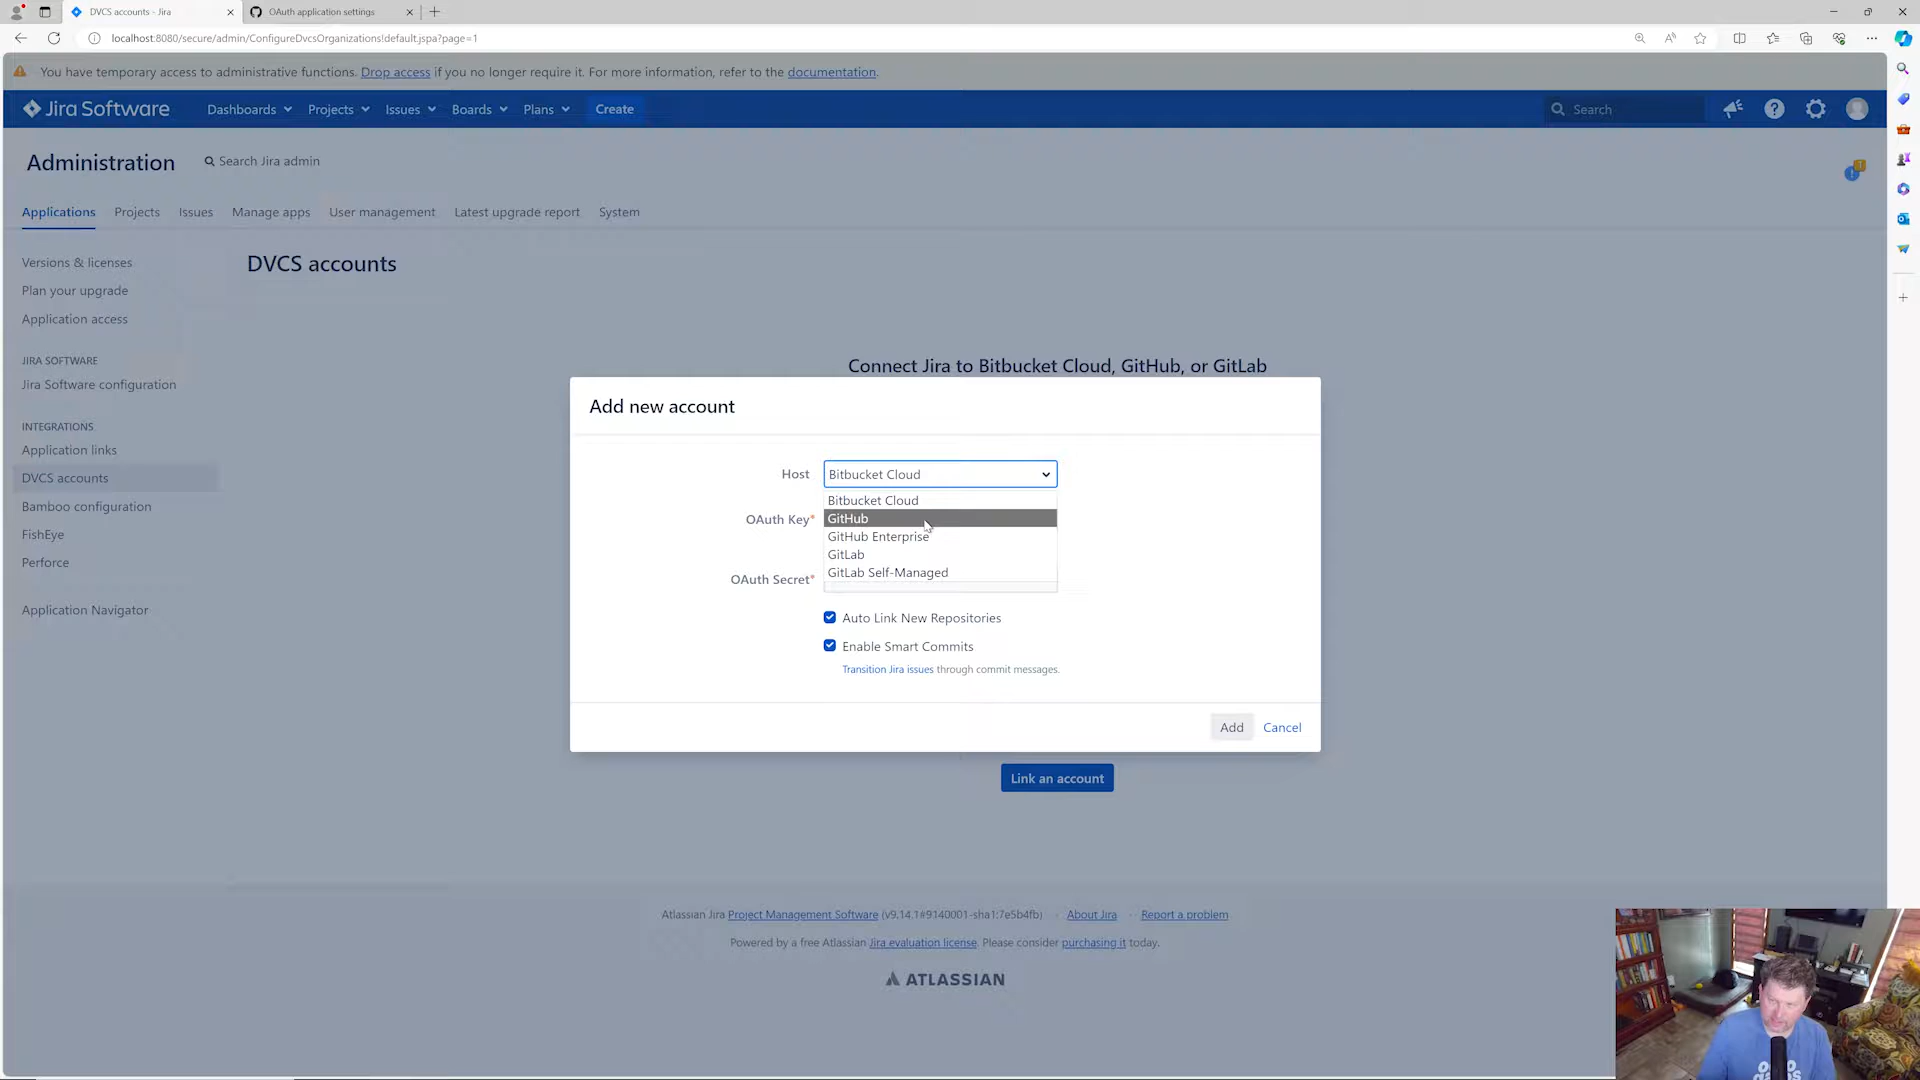 DVCS accounts - Jira
OAuth application settings
localhost:8080/secure/admin/ConfigureDvcsOrganizations!default.jspa?page=1
You have temporary access to administrative functions. Drop access if you no longer require it. For more information, refer to the documentation.
Jira Software
Dashboards
Projects
Issues
Boards
Plans
Create
Search
Administration
Search Jira admin
Applications
Projects
Issues
Manage apps
User management
Latest upgrade report
System
Versions & licenses
Plan your upgrade
Application access
JIRA SOFTWARE
Jira Software configuration
INTEGRATIONS
Application links
DVCS accounts
Bamboo configuration
FishEye
Perforce
Application Navigator
DVCS accounts
Connect Jira to Bitbucket Cloud, GitHub, or GitLab
Add new account
Host
Bitbucket Cloud
Bitbucket Cloud
GitHub
GitHub Enterprise
GitLab
GitLab Self-Managed
OAuth Key*
OAuth Secret*
Auto Link New Repositories
Enable Smart Commits
Transition Jira issues through commit messages.
Add
Cancel
Link an account
Atlassian Jira Project Management Software (v9.14.1#9140001-sha1:7e5b4fb) · About Jira · Report a problem
Powered by a free Atlassian Jira evaluation license. Please consider purchasing it today.
ATLASSIAN